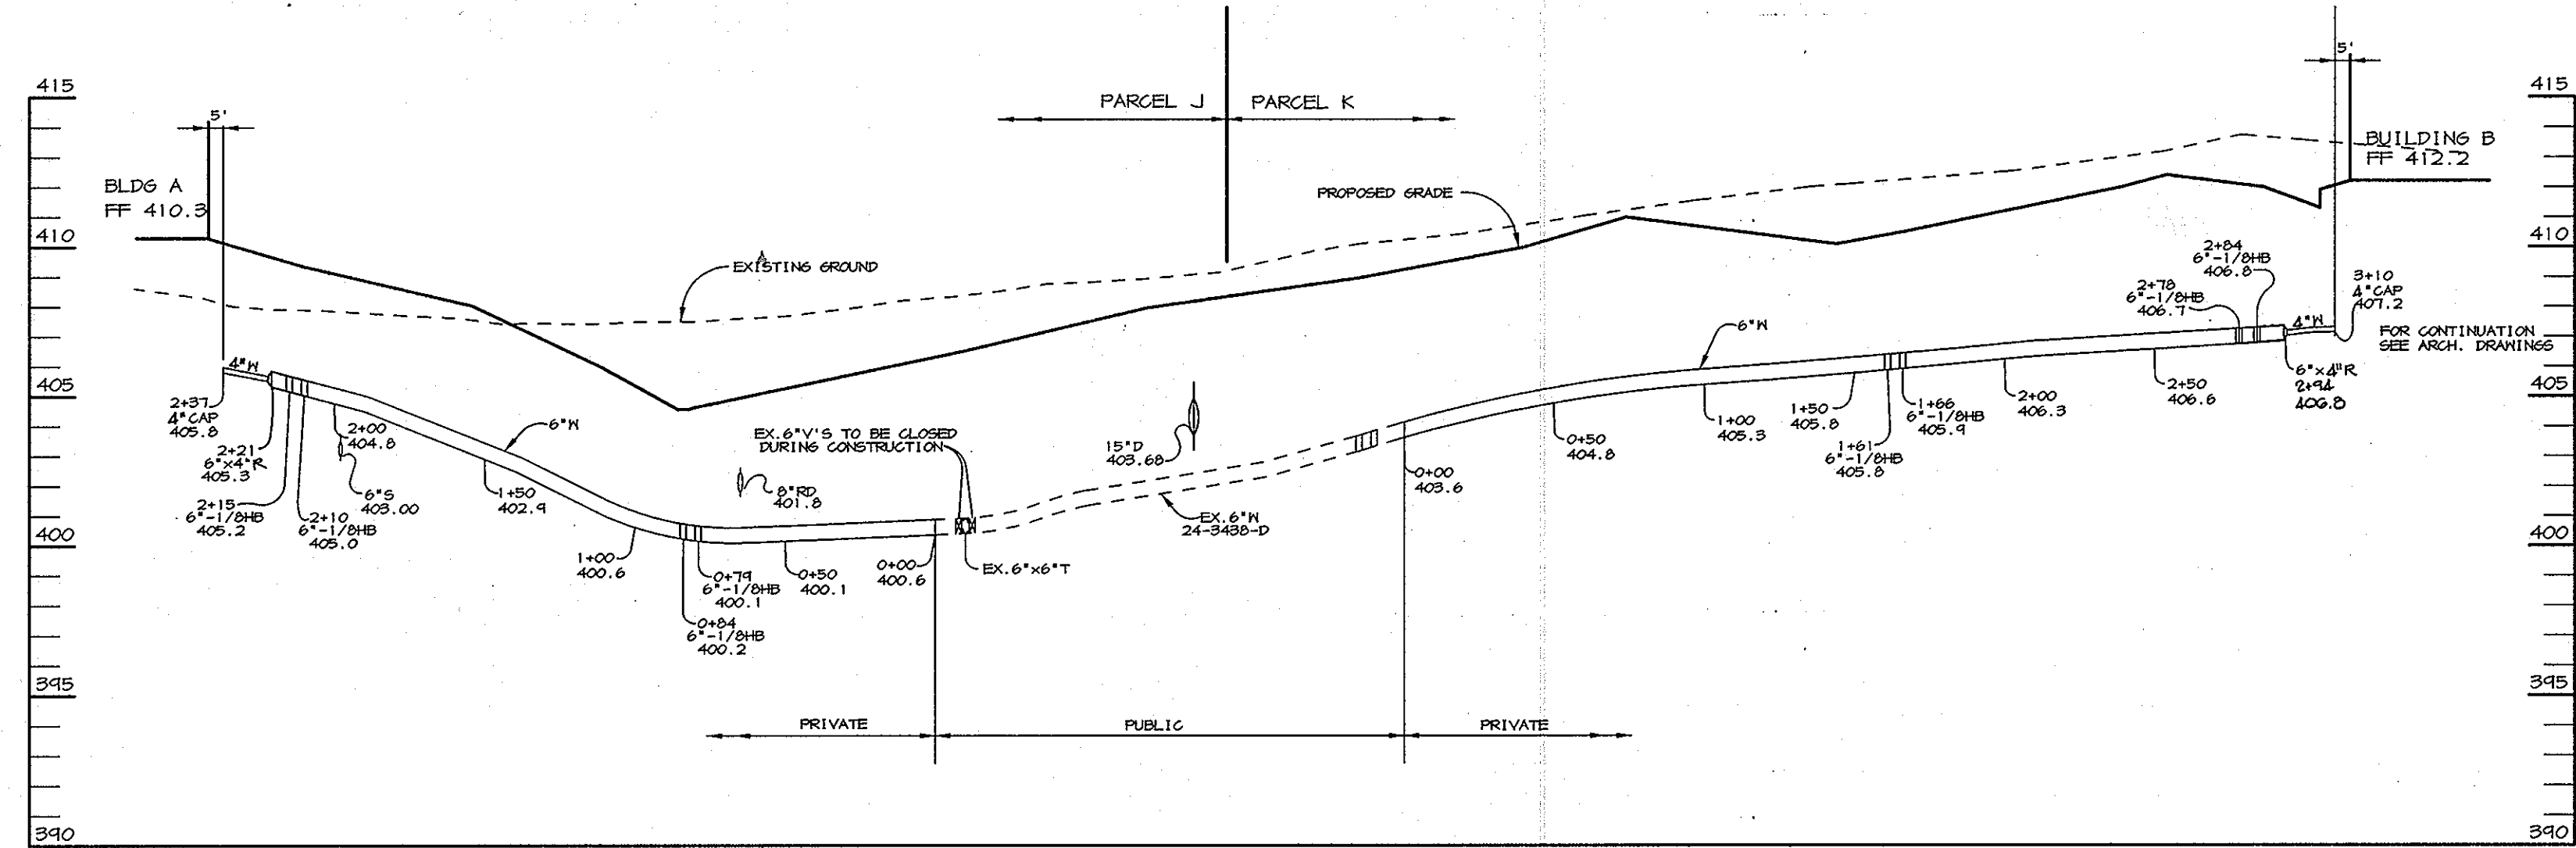 415
415
5'
5'
PARCEL J
PARCEL K
BLDG A
FF 410.3
BUILDING B
FF 412.2
PROPOSED GRADE
EXISTING GROUND
410
410
2+84
6"-1/8HB
406.8
2+78
6"-1/8HB
406.7
3+10
4"CAP
407.2
FOR CONTINUATION
SEE ARCH. DRAWINGS
4"W
6"W
4"W
6"x4"R
2+94
406.8
405
405
2+37
4"CAP
405.8
2+21
6"x4"R
405.3
2+15
6"-1/8HB
405.2
2+10
6"-1/8HB
405.0
2+00
404.8
6"S
403.00
6"W
1+50
402.9
1+00
400.6
EX.6"V'S TO BE CLOSED
DURING CONSTRUCTION
8"RD
401.8
15"D
403.68
EX.6"W
24-3438-D
EX.6"x6"T
0+84
6"-1/8HB
400.2
0+79
6"-1/8HB
400.1
0+50
400.1
0+00
400.6
0+00
403.6
0+50
404.8
1+00
405.3
1+50
405.8
1+61
6"-1/8HB
405.8
1+66
6"-1/8HB
405.9
2+00
406.3
2+50
406.6
400
400
395
395
PRIVATE
PUBLIC
PRIVATE
390
390